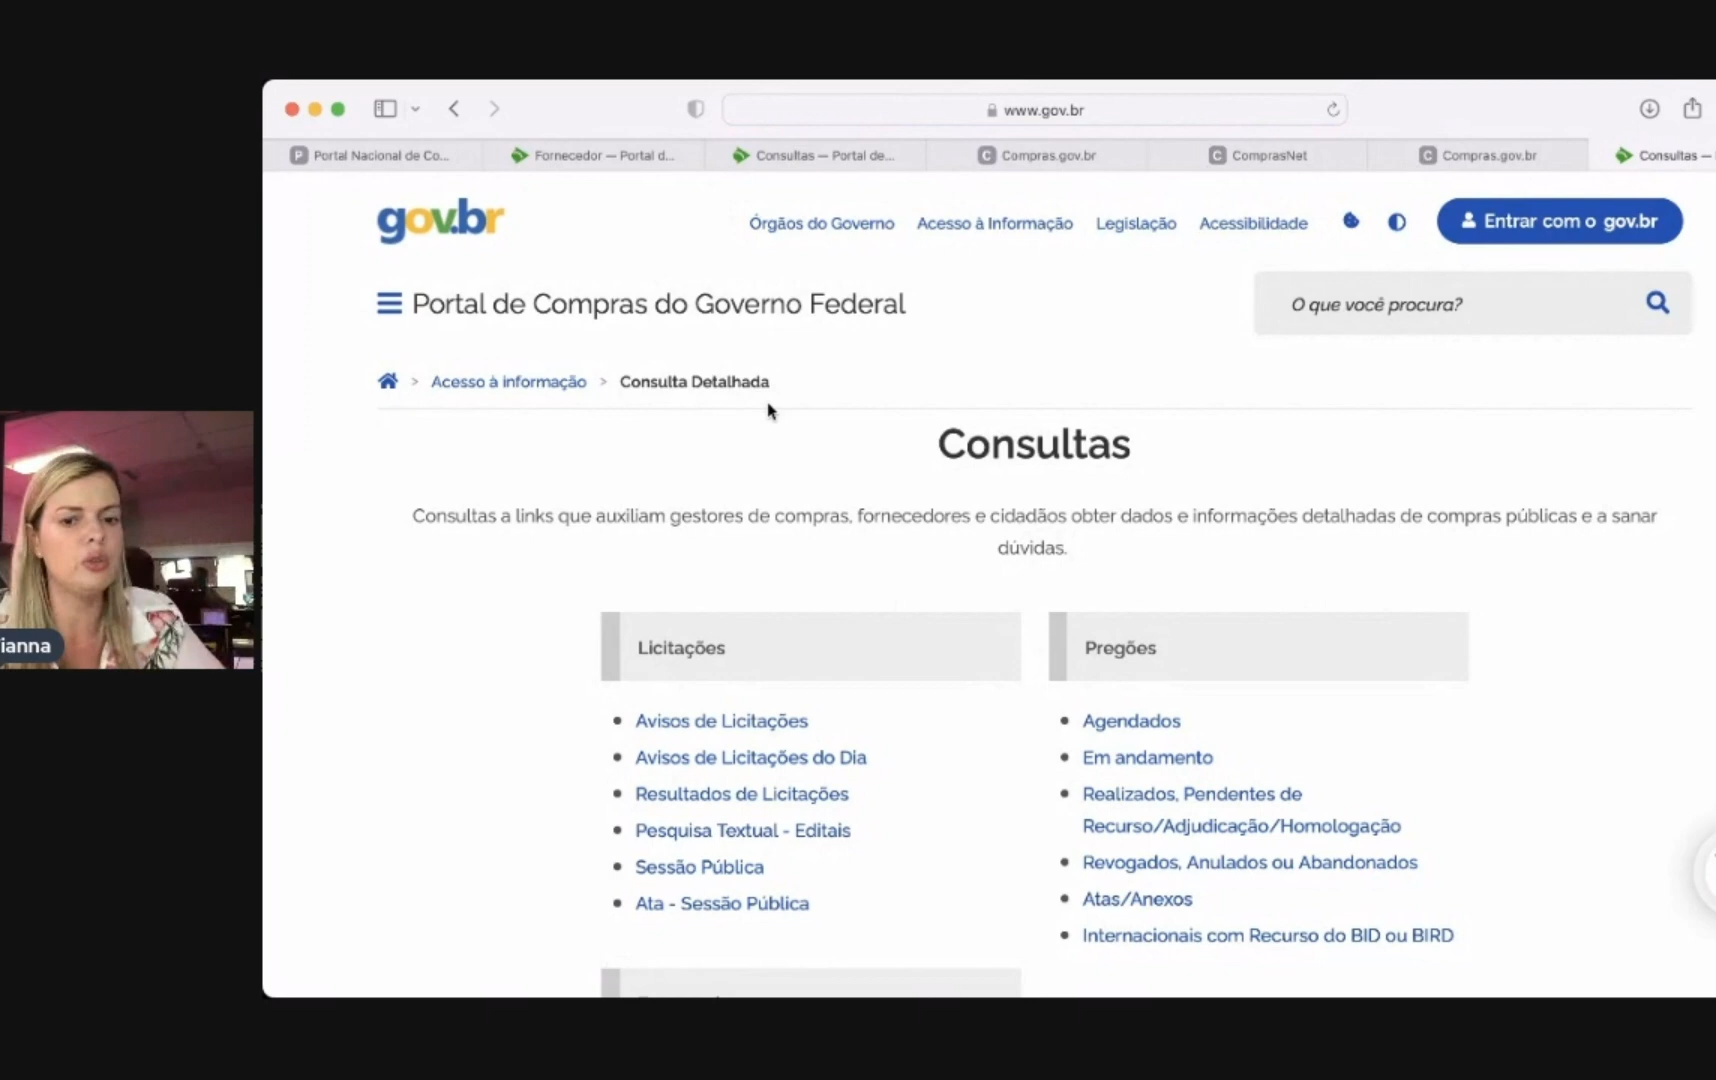 www.gov.br
Portal Nacional de Co...
Fornecedor — Portal d...
Consultas — Portal de...
Compras.gov.br
ComprasNet
Compras.gov.br
Consultas —
gov.br
Órgãos do Governo
Acesso à Informação
Legislação
Acessibilidade
Entrar com o gov.br
Portal de Compras do Governo Federal
O que você procura?
> Acesso à informação > Consulta Detalhada
Consultas
Consultas a links que auxiliam gestores de compras, fornecedores e cidadãos obter dados e informações detalhadas de compras públicas e a sanar
dúvidas.
Licitações
Avisos de Licitações
Avisos de Licitações do Dia
Resultados de Licitações
Pesquisa Textual - Editais
Sessão Pública
Ata - Sessão Pública
Pregões
Agendados
Em andamento
Realizados, Pendentes de
Recurso/Adjudicação/Homologação
Revogados, Anulados ou Abandonados
Atas/Anexos
Internacionais com Recurso do BID ou BIRD
ianna